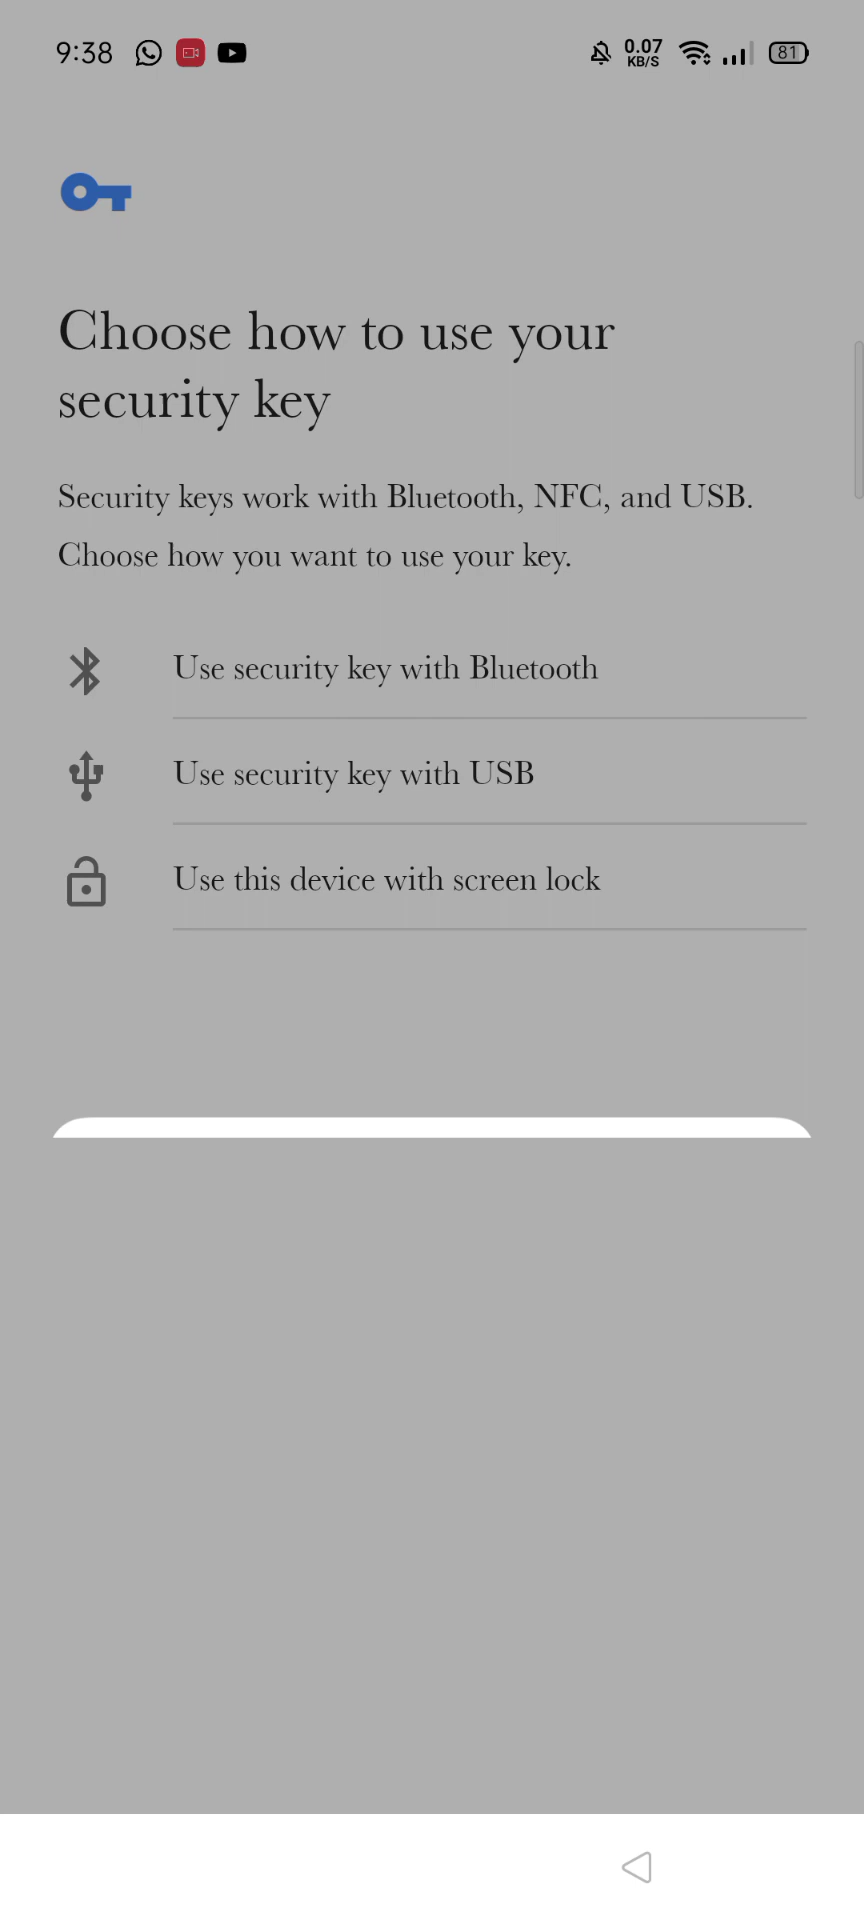 9:38
0.07
KB/S
81
Choose how to use your
security key
Security keys work with Bluetooth, NFC, and USB.
Choose how you want to use your key.
Use security key with Bluetooth
Use security key with USB
Use this device with screen lock